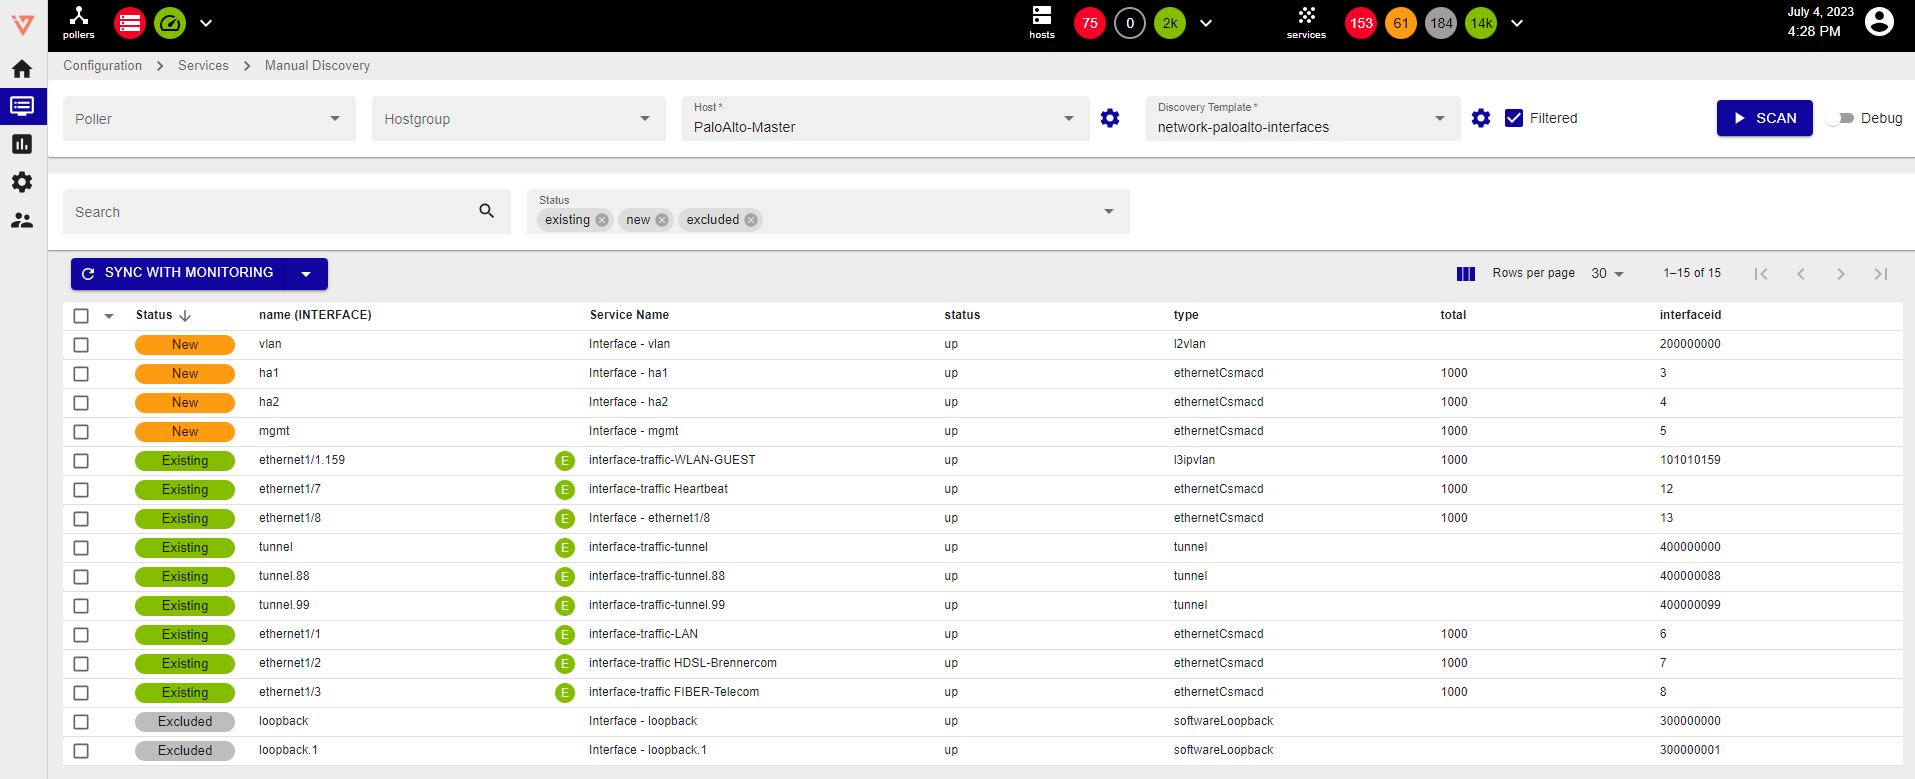 pollers
hosts 75 0 2k
services 153 61 184 14k
July 4, 2023
4:28 PM
Configuration > Services > Manual Discovery
Poller
Hostgroup
Host *
PaloAlto-Master
Discovery Template *
network-paloalto-interfaces
Filtered
SCAN
Debug
Search
Status
existing new excluded
SYNC WITH MONITORING
Rows per page 30 1–15 of 15
Status name (INTERFACE) Service Name status type total interfaceid
New vlan Interface - vlan up l2vlan 200000000
New ha1 Interface - ha1 up ethernetCsmacd 1000 3
New ha2 Interface - ha2 up ethernetCsmacd 1000 4
New mgmt Interface - mgmt up ethernetCsmacd 1000 5
Existing ethernet1/1.159 E interface-traffic-WLAN-GUEST up l3ipvlan 1000 101010159
Existing ethernet1/7 E interface-traffic Heartbeat up ethernetCsmacd 1000 12
Existing ethernet1/8 E Interface - ethernet1/8 up ethernetCsmacd 1000 13
Existing tunnel E interface-traffic-tunnel up tunnel 400000000
Existing tunnel.88 E interface-traffic-tunnel.88 up tunnel 400000088
Existing tunnel.99 E interface-traffic-tunnel.99 up tunnel 400000099
Existing ethernet1/1 E interface-traffic-LAN up ethernetCsmacd 1000 6
Existing ethernet1/2 E interface-traffic HDSL-Brennercom up ethernetCsmacd 1000 7
Existing ethernet1/3 E interface-traffic FIBER-Telecom up ethernetCsmacd 1000 8
Excluded loopback Interface - loopback up softwareLoopback 300000000
Excluded loopback.1 Interface - loopback.1 up softwareLoopback 300000001